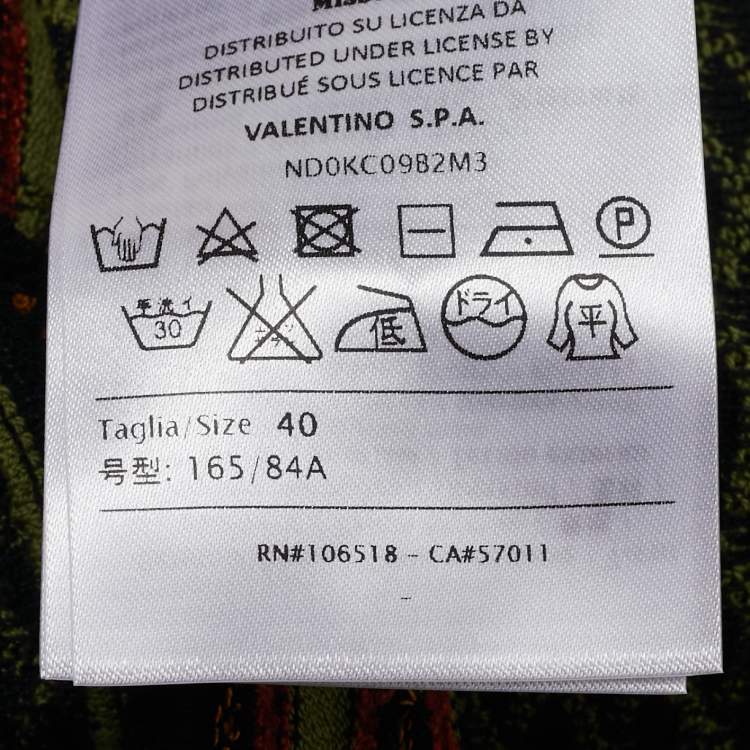 DISTRIBUITO SU LICENZA DA
DISTRIBUTED UNDER LICENSE BY
DISTRIBUÉ SOUS LICENCE PAR
VALENTINO S.P.A.
ND0KC09B2M3
P
手洗イ
30
低
ドライ
平
Taglia/Size 40
号型: 165/84A
RN#106518 - CA#57011
-